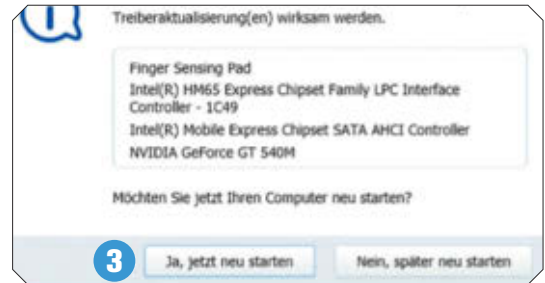 Treiberaktualisierung(en) wirksam werden.
Finger Sensing Pad
Intel(R) HM65 Express Chipset Family LPC Interface
Controller - 1C49
Intel(R) Mobile Express Chipset SATA AHCI Controller
NVIDIA GeForce GT 540M
Möchten Sie jetzt Ihren Computer neu starten?
3 Ja, jetzt neu starten Nein, später neu starten